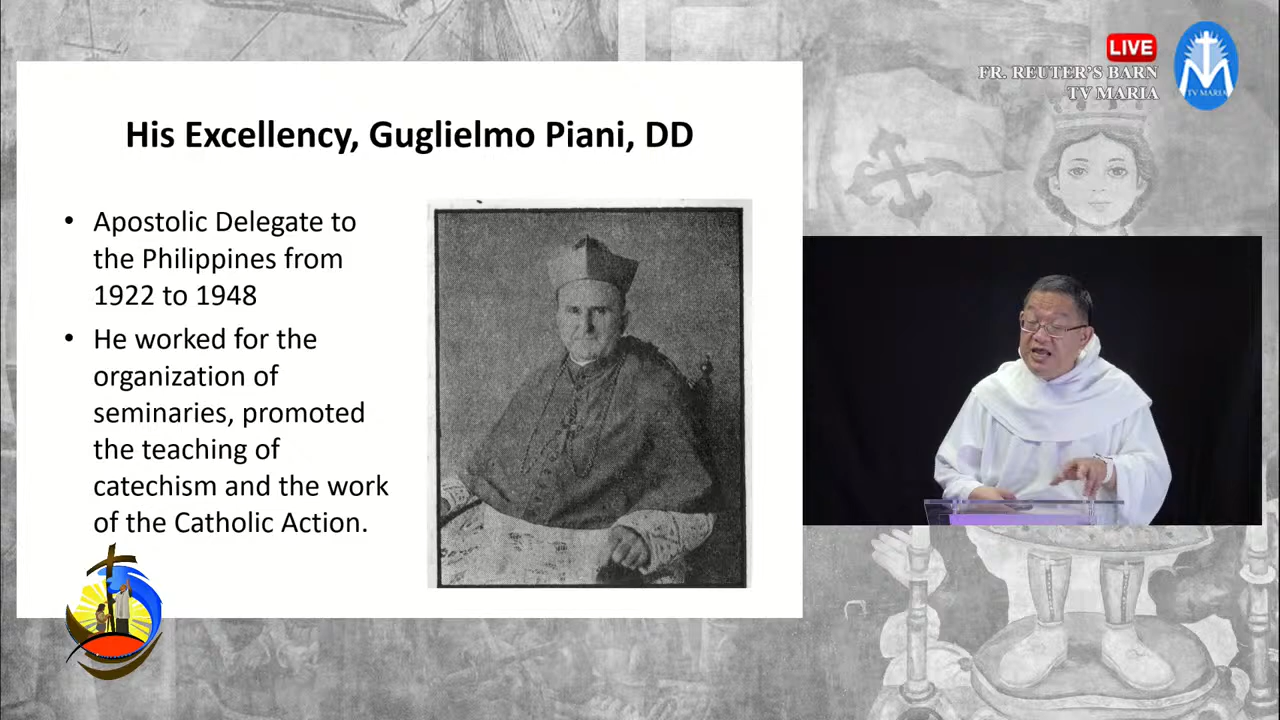 LIVE
FR. REUTER'S BARN
TV MARIA
TV MARIA
His Excellency, Guglielmo Piani, DD
• Apostolic Delegate to
the Philippines from
1922 to 1948
• He worked for the
organization of
seminaries, promoted
the teaching of
catechism and the work
of the Catholic Action.